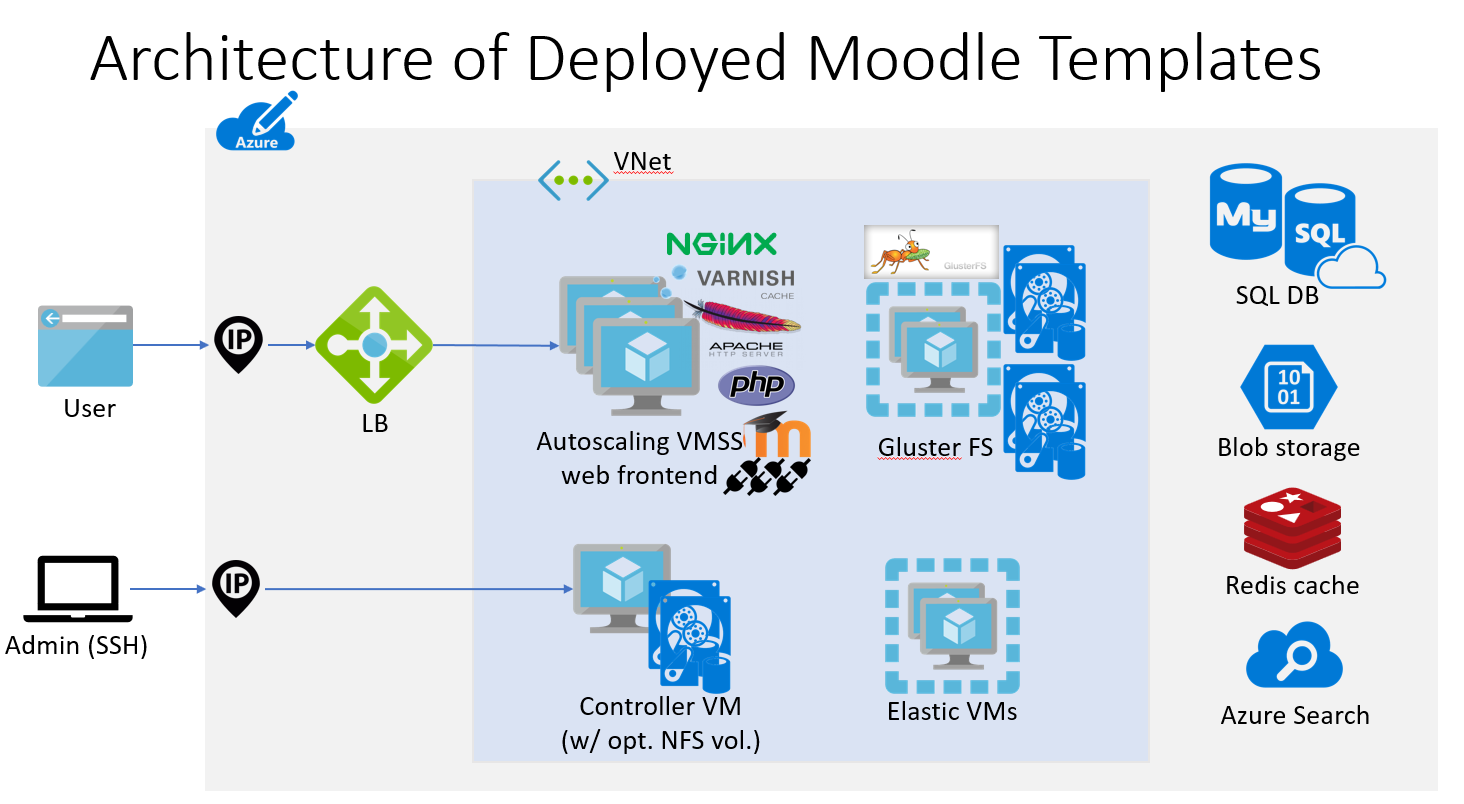 Architecture of Deployed Moodle Templates
Azure
VNet
NGINX
VARNISH
CACHE
APACHE
HTTP SERVER
php
m
Autoscaling VMSS
web frontend
GlusterFS
Gluster FS
My
SQL
SQL DB
10
01
Blob storage
Redis cache
Azure Search
User
IP
LB
Admin (SSH)
IP
Controller VM
(w/ opt. NFS vol.)
Elastic VMs